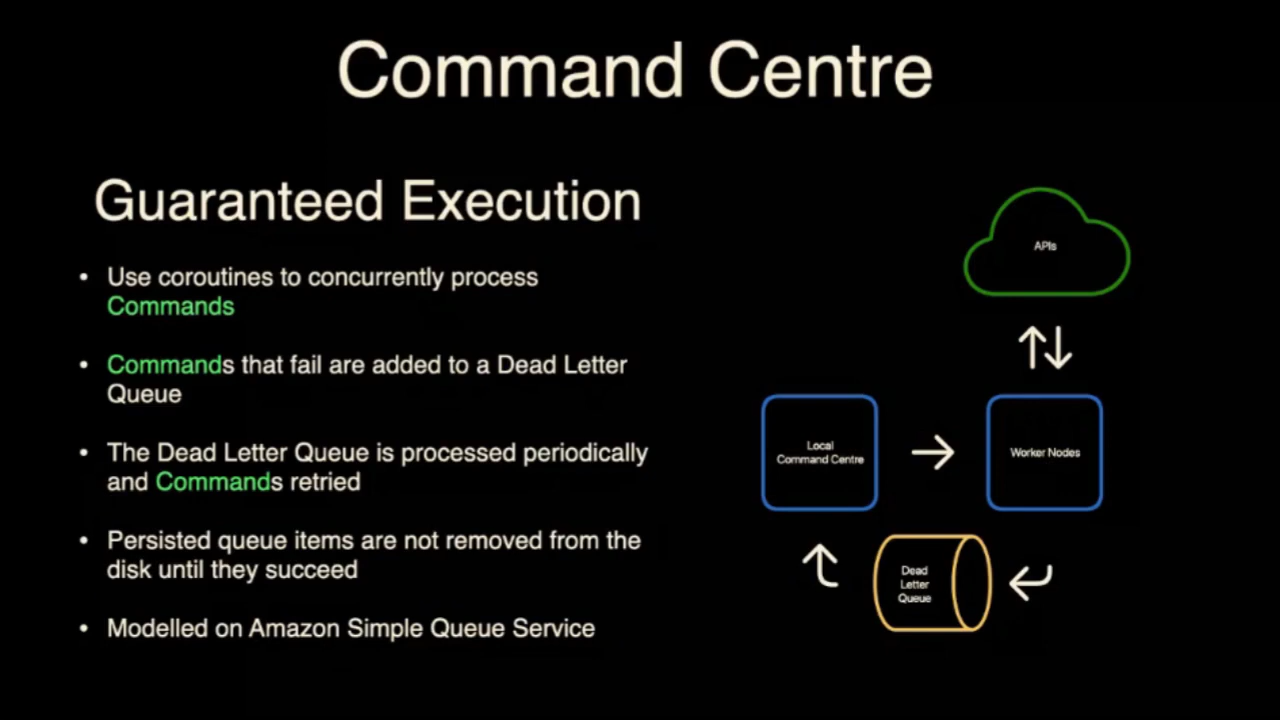 Command Centre
Guaranteed Execution
• Use coroutines to concurrently process
Commands
• Commands that fail are added to a Dead Letter
Queue
• The Dead Letter Queue is processed periodically
and Commands retried
• Persisted queue items are not removed from the
disk until they succeed
• Modelled on Amazon Simple Queue Service
APIs
Local
Command Centre
Worker Nodes
Dead
Letter
Queue